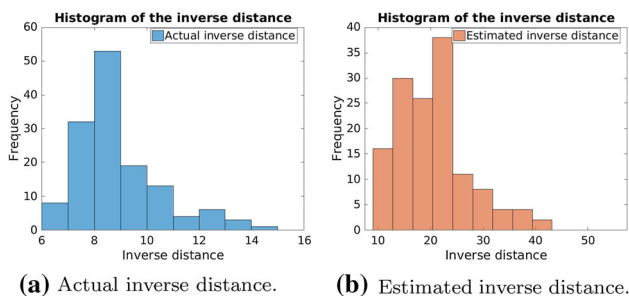 Histogram of the inverse distance
Actual inverse distance
60
50
40
30
20
10
0
Frequency
6 8 10 12 14 16
Inverse distance
(a) Actual inverse distance.
Histogram of the inverse distance
Estimated inverse distance
40
35
30
25
20
15
10
5
0
Frequency
10 20 30 40 50
Inverse distance
(b) Estimated inverse distance.